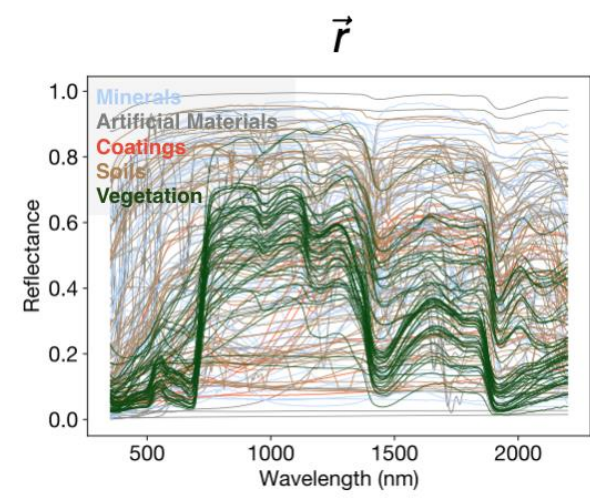 r
Minerals
Artificial Materials
Coatings
Soils
Vegetation
1.0
0.8
0.6
0.4
0.2
0.0
Reflectance
500 1000 1500 2000
Wavelength (nm)